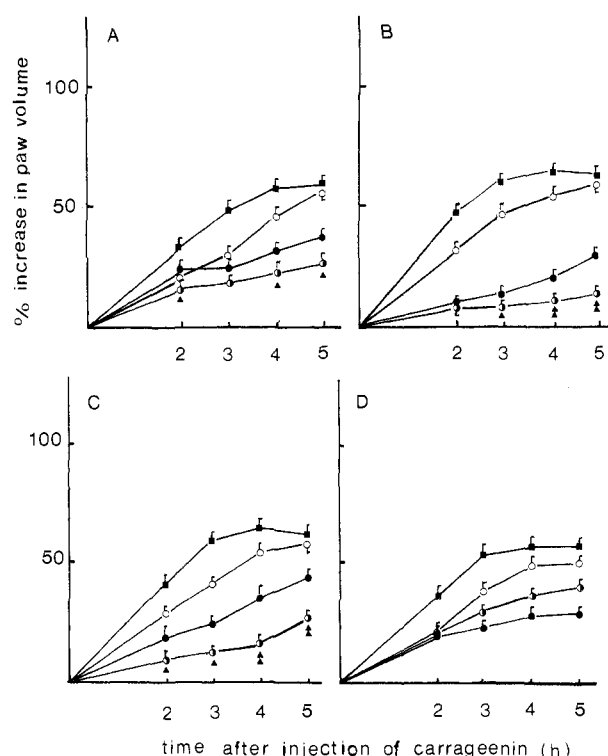 A
B
100
50
2 3 4 5
2 3 4 5
% increase in paw volume
C
D
100
50
2 3 4 5
2 3 4 5
time after injection of carrageenin (h)